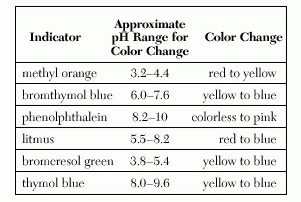 Indicator Approximate pH Range for Color Change Color Change
methyl orange 3.2–4.4 red to yellow
bromthymol blue 6.0–7.6 yellow to blue
phenolphthalein 8.2–10 colorless to pink
litmus 5.5–8.2 red to blue
bromcresol green 3.8–5.4 yellow to blue
thymol blue 8.0–9.6 yellow to blue